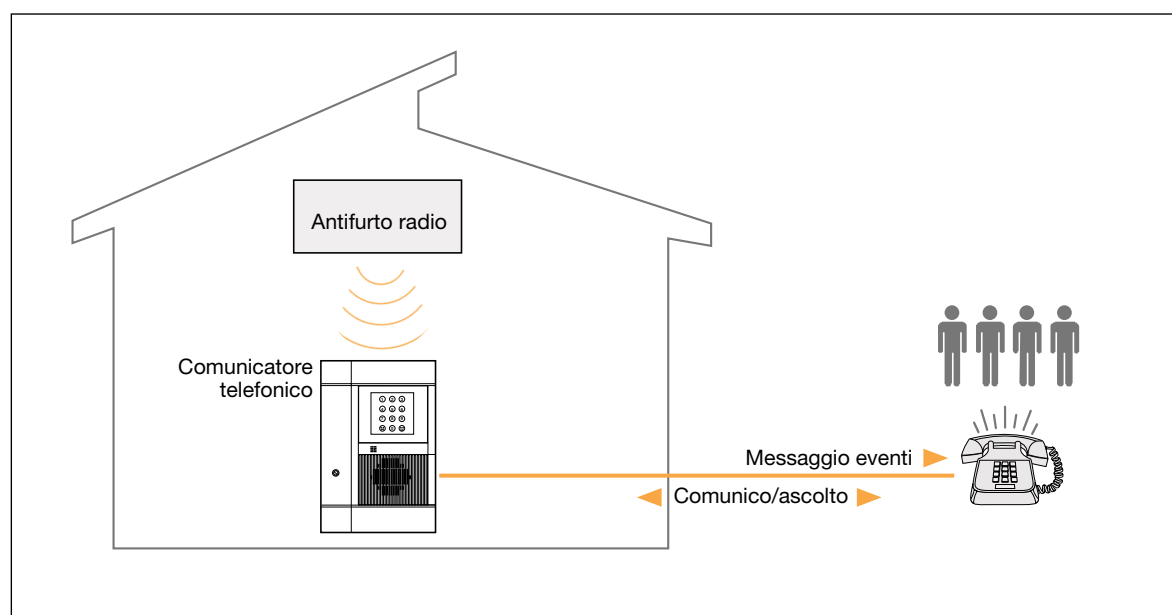 Antifurto radio
Comunicatore
telefonico
Messaggio eventi
Comunico/ascolto